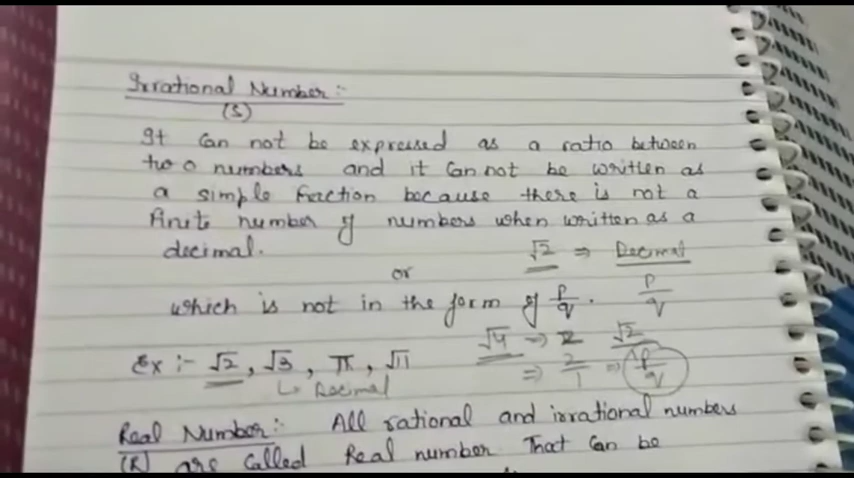 Irrational Number :-
(S)
It can not be expressed as a ratio between
two numbers and it can not be written as
a simple fraction because there is not a
finite number of numbers when written as a
decimal.
√2 ⇒ Decimal
or
which is not in the form of p/q . p/q
√4 ⇒ 2 √2
⇒ 2/1 ⇒ p/q
Ex :- √2, √3, π, √11
↳ Decimal
Real Number :- All rational and irrational numbers
(R) are called Real number That can be